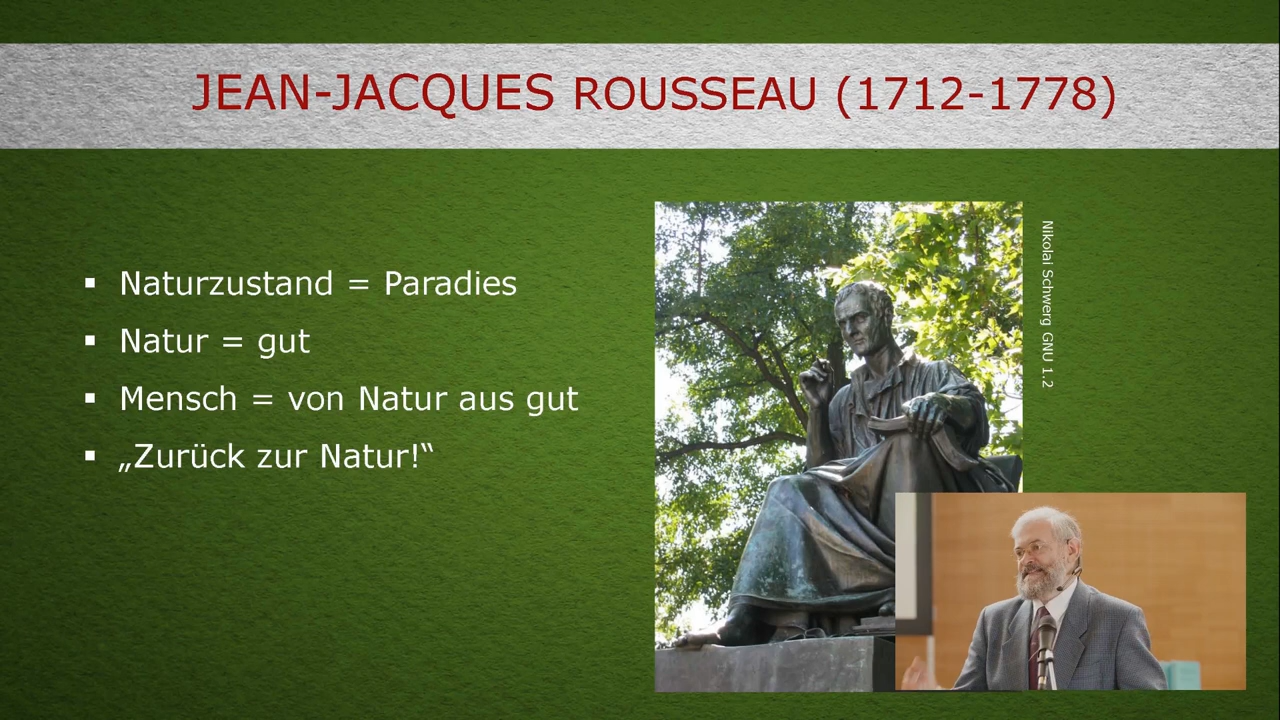 JEAN-JACQUES ROUSSEAU (1712-1778)
▪ Naturzustand = Paradies
▪ Natur = gut
▪ Mensch = von Natur aus gut
▪ „Zurück zur Natur!“
Nikolai Schwerg GNU 1.2